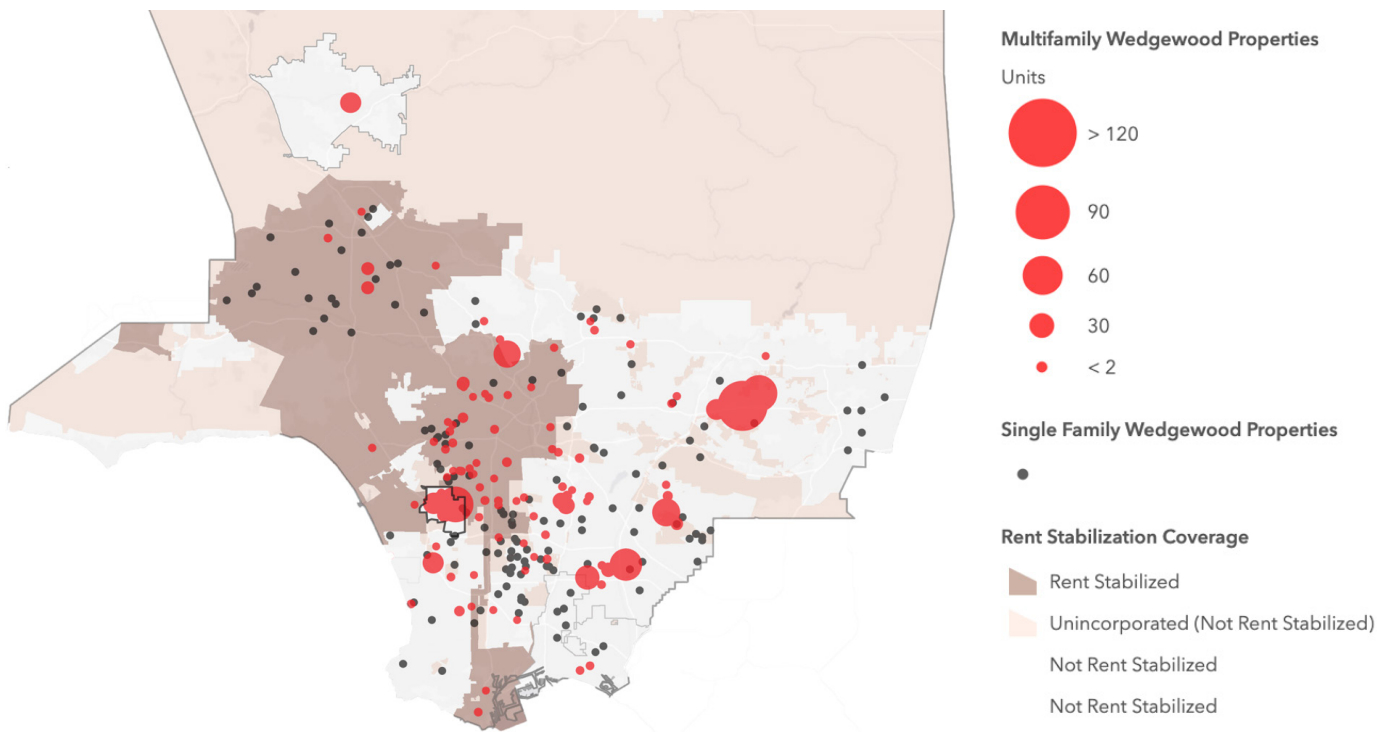 Multifamily Wedgewood Properties
Units
> 120
90
60
30
< 2
Single Family Wedgewood Properties
Rent Stabilization Coverage
Rent Stabilized
Unincorporated (Not Rent Stabilized)
Not Rent Stabilized
Not Rent Stabilized